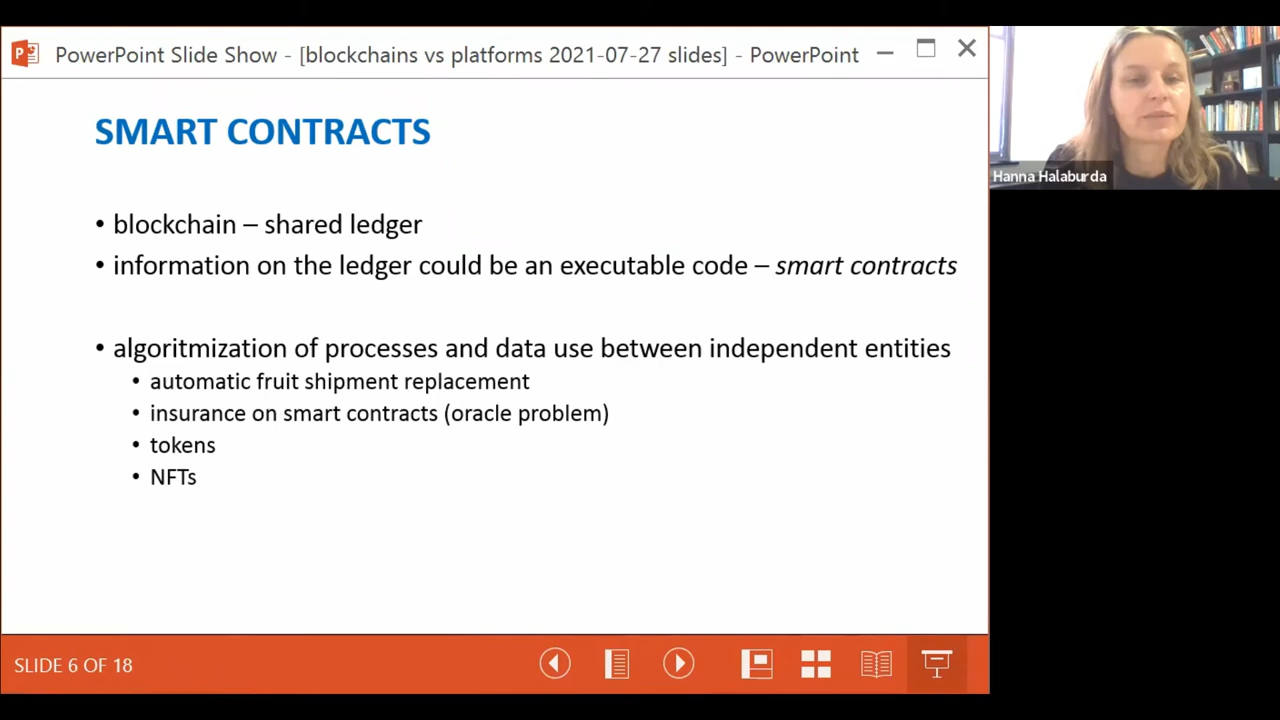 PowerPoint Slide Show - [blockchains vs platforms 2021-07-27 slides] - PowerPoint
Hanna Halaburda
SMART CONTRACTS
• blockchain – shared ledger
• information on the ledger could be an executable code – smart contracts
• algoritmization of processes and data use between independent entities
• automatic fruit shipment replacement
• insurance on smart contracts (oracle problem)
• tokens
• NFTs
SLIDE 6 OF 18